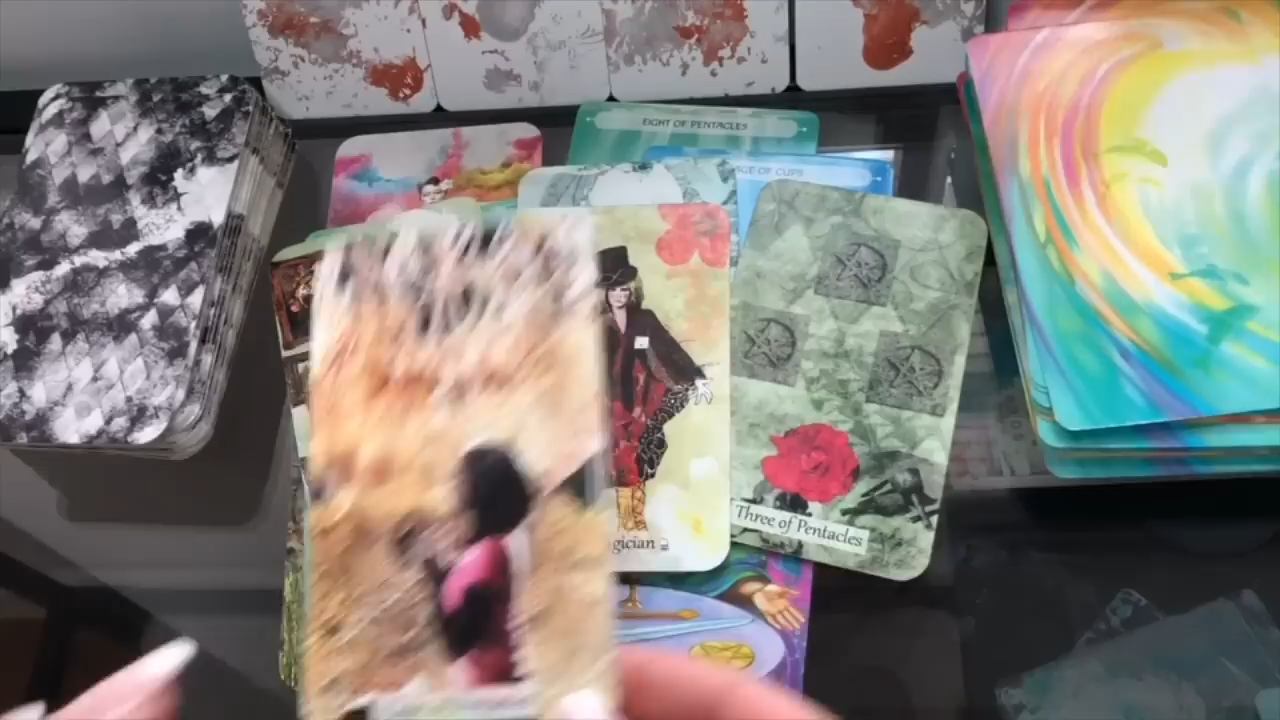 EIGHT OF PENTACLES
GE OF CUPS
gician
Three of Pentacles